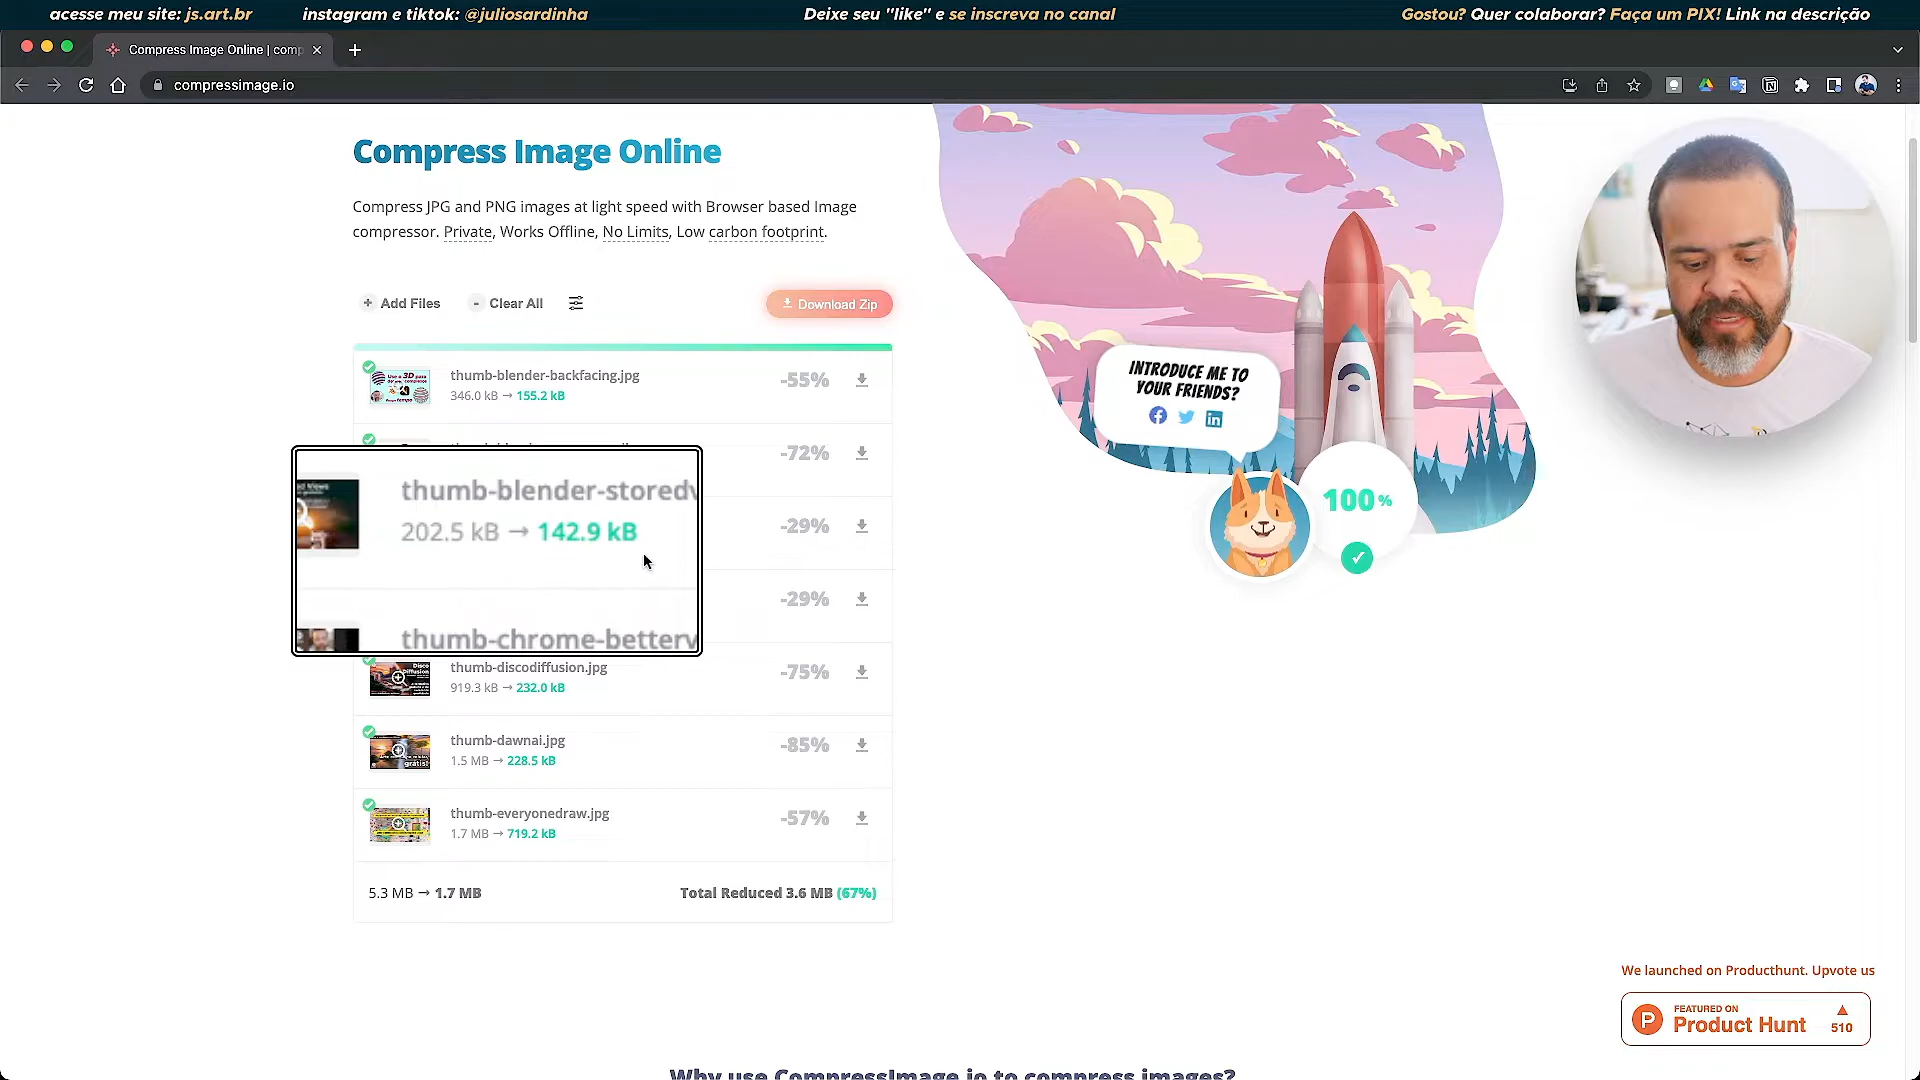 acesse meu site: js.art.br
instagram e tiktok: @juliosardinha
Deixe seu "like" e se inscreva no canal
Gostou? Quer colaborar? Faça um PIX! Link na descrição
Compress Image Online | comp
compressimage.io
Compress Image Online
Compress JPG and PNG images at light speed with Browser based Image
compressor. Private, Works Offline, No Limits, Low carbon footprint.
+ Add Files
- Clear All
Download Zip
thumb-blender-backfacing.jpg
346.0 kB → 155.2 kB
-55%
-72%
thumb-blender-storedv
202.5 kB → 142.9 kB
-29%
thumb-chrome-betterv
-29%
thumb-discodiffusion.jpg
919.3 kB → 232.0 kB
-75%
thumb-dawnai.jpg
1.5 MB → 228.5 kB
-85%
thumb-everyonedraw.jpg
1.7 MB → 719.2 kB
-57%
5.3 MB → 1.7 MB
Total Reduced 3.6 MB (67%)
INTRODUCE ME TO
YOUR FRIENDS?
100%
We launched on Producthunt. Upvote us
FEATURED ON
Product Hunt
510
Why use CompressImage.io to compress images?